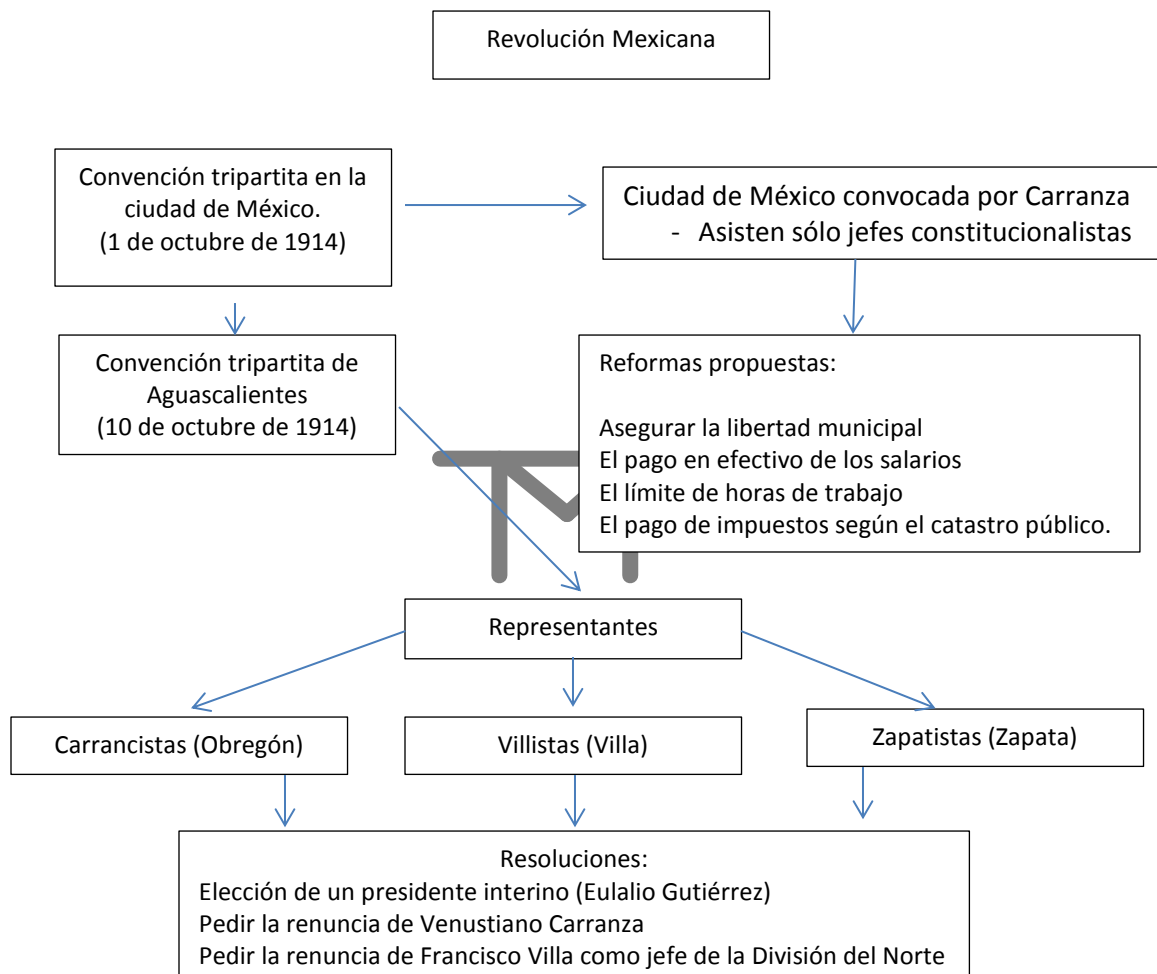 Revolución Mexicana
Convención tripartita en la
ciudad de México.
(1 de octubre de 1914)
Ciudad de México convocada por Carranza
- Asisten sólo jefes constitucionalistas
Convención tripartita de
Aguascalientes
(10 de octubre de 1914)
Reformas propuestas:
Asegurar la libertad municipal
El pago en efectivo de los salarios
El límite de horas de trabajo
El pago de impuestos según el catastro público.
Representantes
Carrancistas (Obregón)
Villistas (Villa)
Zapatistas (Zapata)
Resoluciones:
Elección de un presidente interino (Eulalio Gutiérrez)
Pedir la renuncia de Venustiano Carranza
Pedir la renuncia de Francisco Villa como jefe de la División del Norte